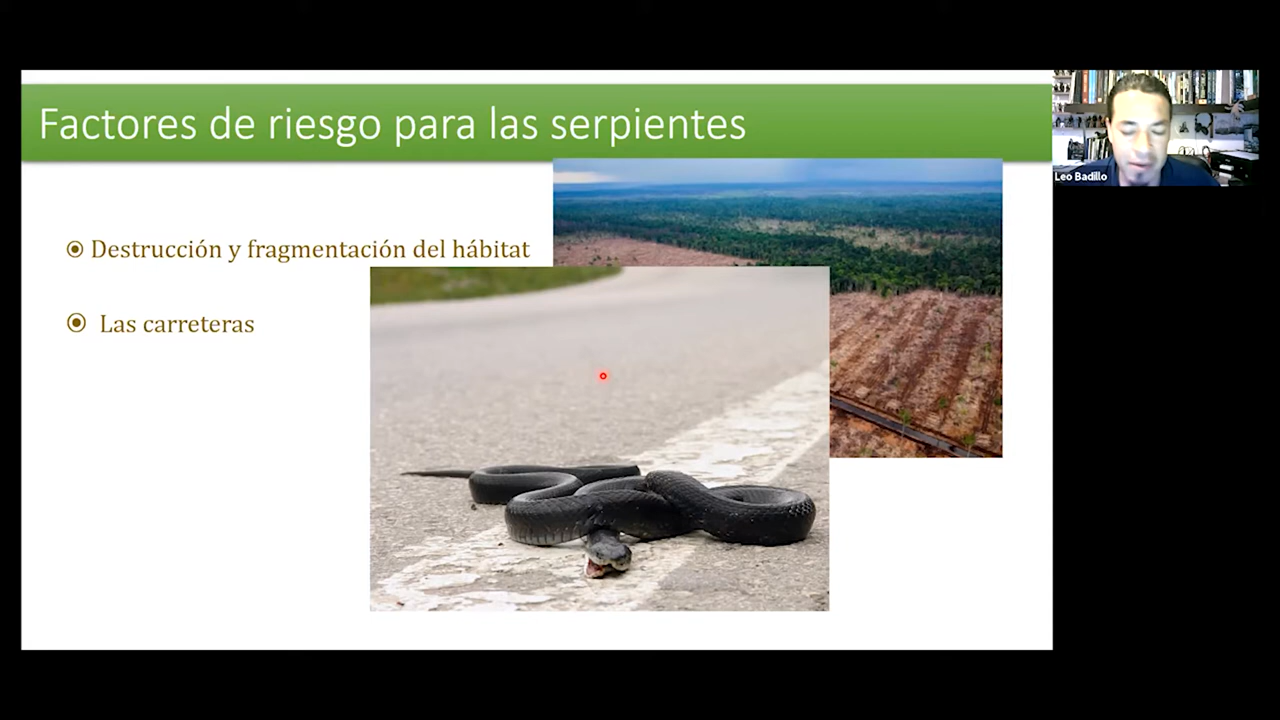 Factores de riesgo para las serpientes
Destrucción y fragmentación del hábitat
Las carreteras
Leo Badillo